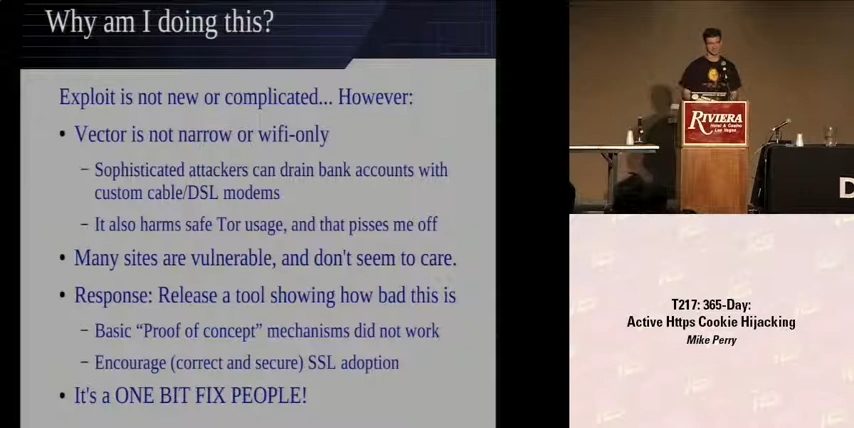 Why am I doing this?
Exploit is not new or complicated... However:
• Vector is not narrow or wifi-only
– Sophisticated attackers can drain bank accounts with
custom cable/DSL modems
– It also harms safe Tor usage, and that pisses me off
• Many sites are vulnerable, and don't seem to care.
• Response: Release a tool showing how bad this is
– Basic “Proof of concept” mechanisms did not work
– Encourage (correct and secure) SSL adoption
• It's a ONE BIT FIX PEOPLE!
RIVIERA
Hotel & Casino
Las Vegas
D
T217: 365-Day:
Active Https Cookie Hijacking
Mike Perry